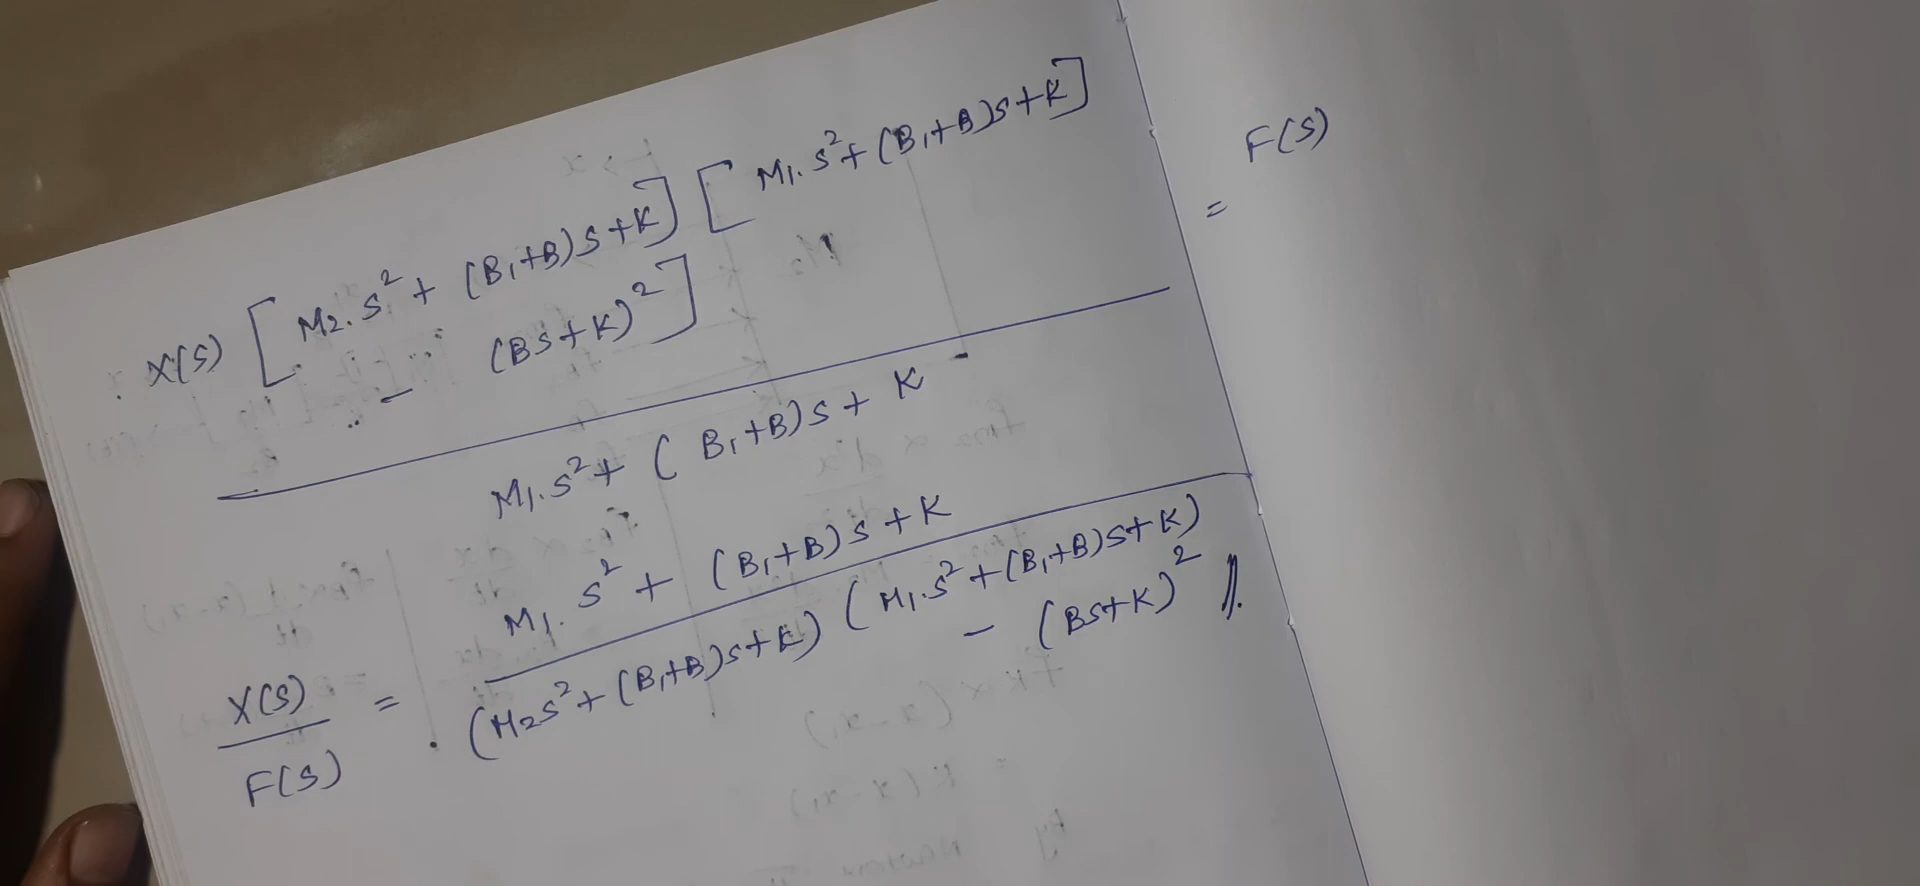 X(S) [ M2. S² + (B1+B)S+K ] [ M1. S² + (B1+B)S+K ]
- (BS+K)² ] = F(S)
M1. S² + ( B1+B)S + K
X(S) / F(S) = M1. S² + (B1+B)S+K
(M2S² + (B1+B)S+K) ( M1.S² + (B1+B)S+K)
- (BS+K)² //.